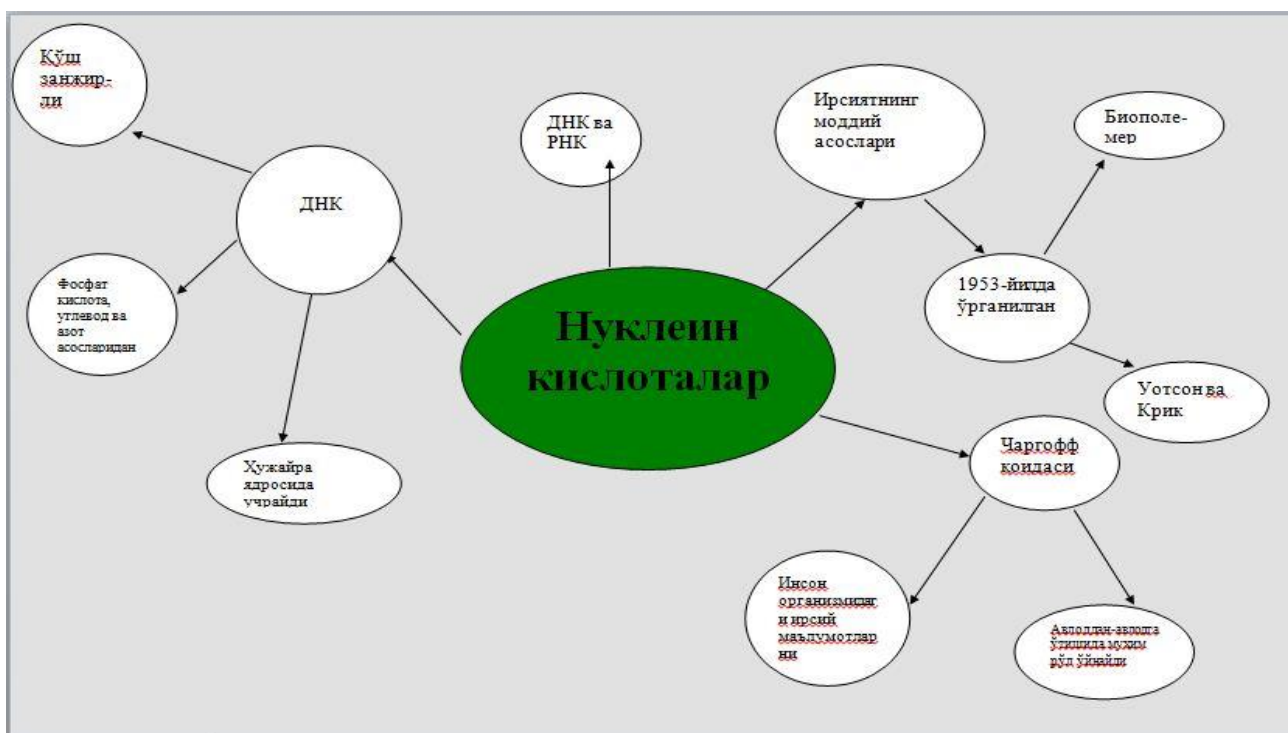 Қўш
занжир-
ли
ДНК
ДНК ва
РНК
Ирсиятнинг
моддий
асослари
Биополе-
мер
Фосфат
кислота,
углевод ва
азот
асосларидан
1953-йилда
ўрганилган
Нуклеин
кислоталар
Уотсон ва
Крик
Чаргофф
қоидаси
Ҳужайра
ядросида
учрайди
Инсон
организмидаг
и ирсий
маълумотлар
ни
Авлоддан-авлодга
ўтишида муҳим
рўл ўйнайди